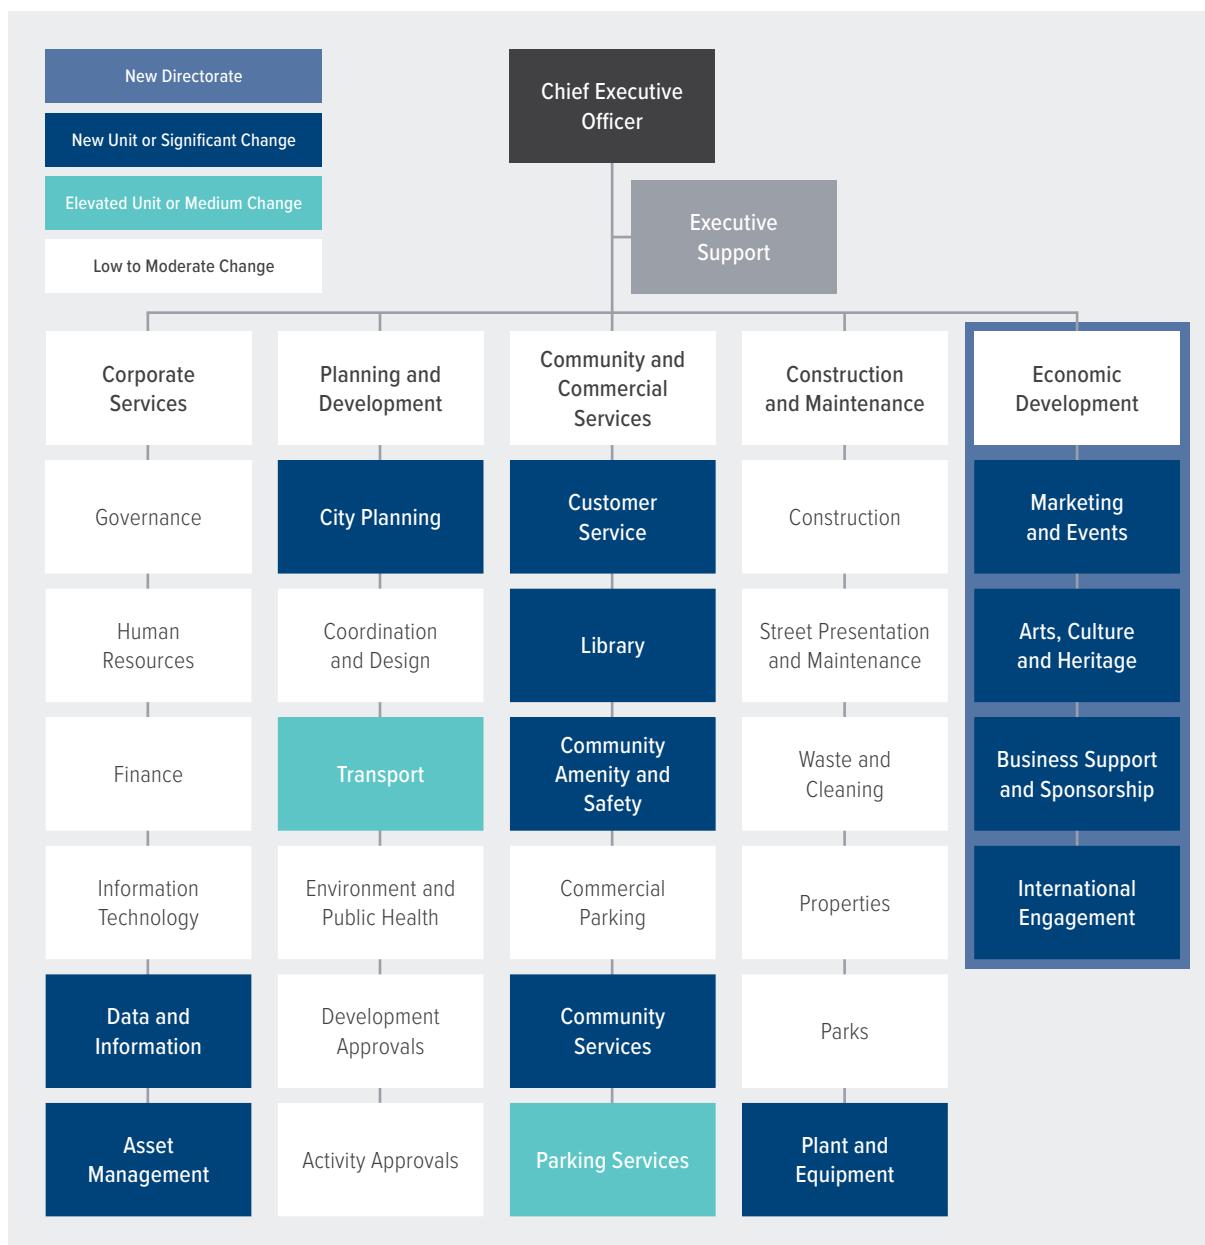 New Directorate
New Unit or Significant Change
Elevated Unit or Medium Change
Low to Moderate Change
Chief Executive
Officer
Executive
Support
Corporate
Services
Governance
Human
Resources
Finance
Information
Technology
Data and
Information
Asset
Management
Planning and
Development
City Planning
Coordination
and Design
Transport
Environment and
Public Health
Development
Approvals
Activity Approvals
Community and
Commercial
Services
Customer
Service
Library
Community
Amenity and
Safety
Commercial
Parking
Community
Services
Parking Services
Construction
and Maintenance
Construction
Street Presentation
and Maintenance
Waste and
Cleaning
Properties
Parks
Plant and
Equipment
Economic
Development
Marketing
and Events
Arts, Culture
and Heritage
Business Support
and Sponsorship
International
Engagement